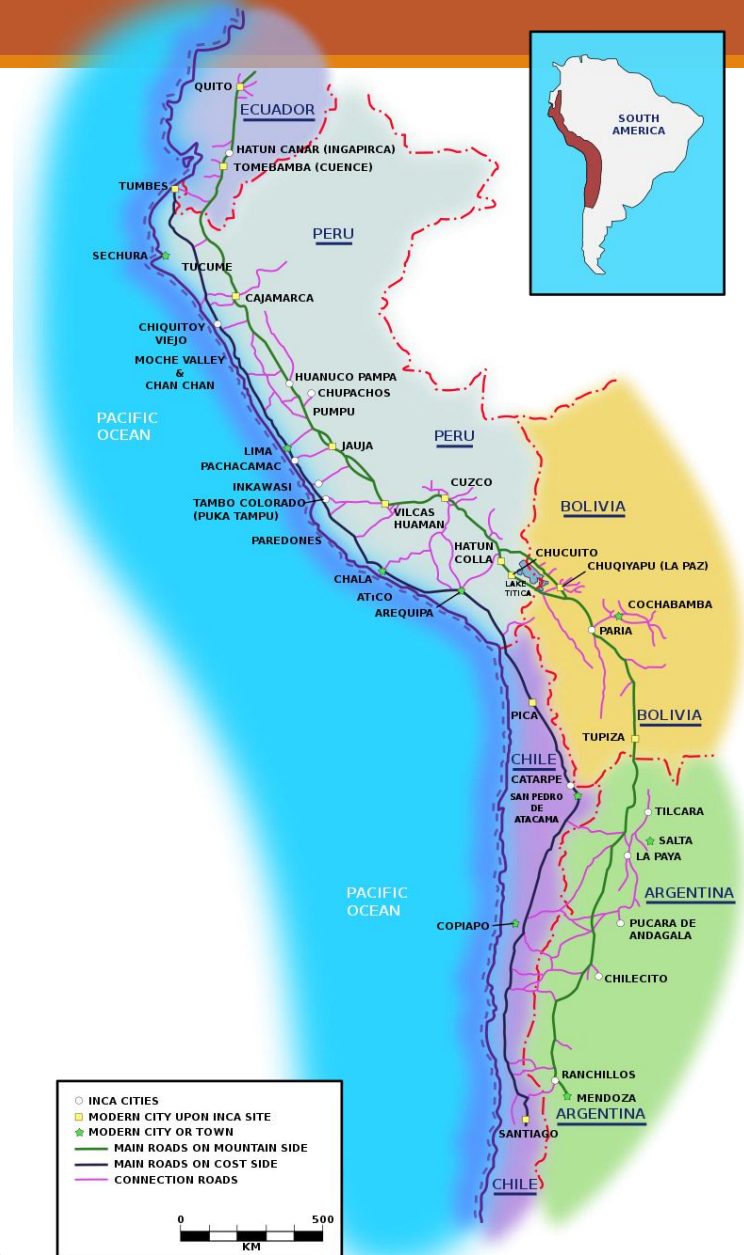 QUITO
ECUADOR
HATUN CANAR (INGAPIRCA)
TOMEBAMBA (CUENCE)
TUMBES
SOUTH
AMERICA
PERU
SECHURA
TUCUME
CAJAMARCA
CHIQUITOY
VIEJO
MOCHE VALLEY
&
CHAN CHAN
HUANUCO PAMPA
CHUPACHOS
PUMPU
PACIFIC
OCEAN
PERU
LIMA
JAUJA
PACHACAMAC
INKAWASI
CUZCO
TAMBO COLORADO
(PUKA TAMPU)
VILCAS
HUAMAN
BOLIVIA
PAREDONES
HATUN
COLLA
CHUCUITO
CHUQIYAPU (LA PAZ)
CHALA
LAKE
TITICA
ATICO
AREQUIPA
COCHABAMBA
PARIA
PICA
BOLIVIA
TUPIZA
CHILE
CATARPE
SAN PEDRO
DE
ATACAMA
TILCARA
SALTA
LA PAYA
PACIFIC
OCEAN
ARGENTINA
COPIAPO
PUCARA DE
ANDAGALA
CHILECITO
RANCHILLOS
MENDOZA
ARGENTINA
SANTIAGO
CHILE
INCA CITIES
MODERN CITY UPON INCA SITE
MODERN CITY OR TOWN
MAIN ROADS ON MOUNTAIN SIDE
MAIN ROADS ON COST SIDE
CONNECTION ROADS
0 500
KM